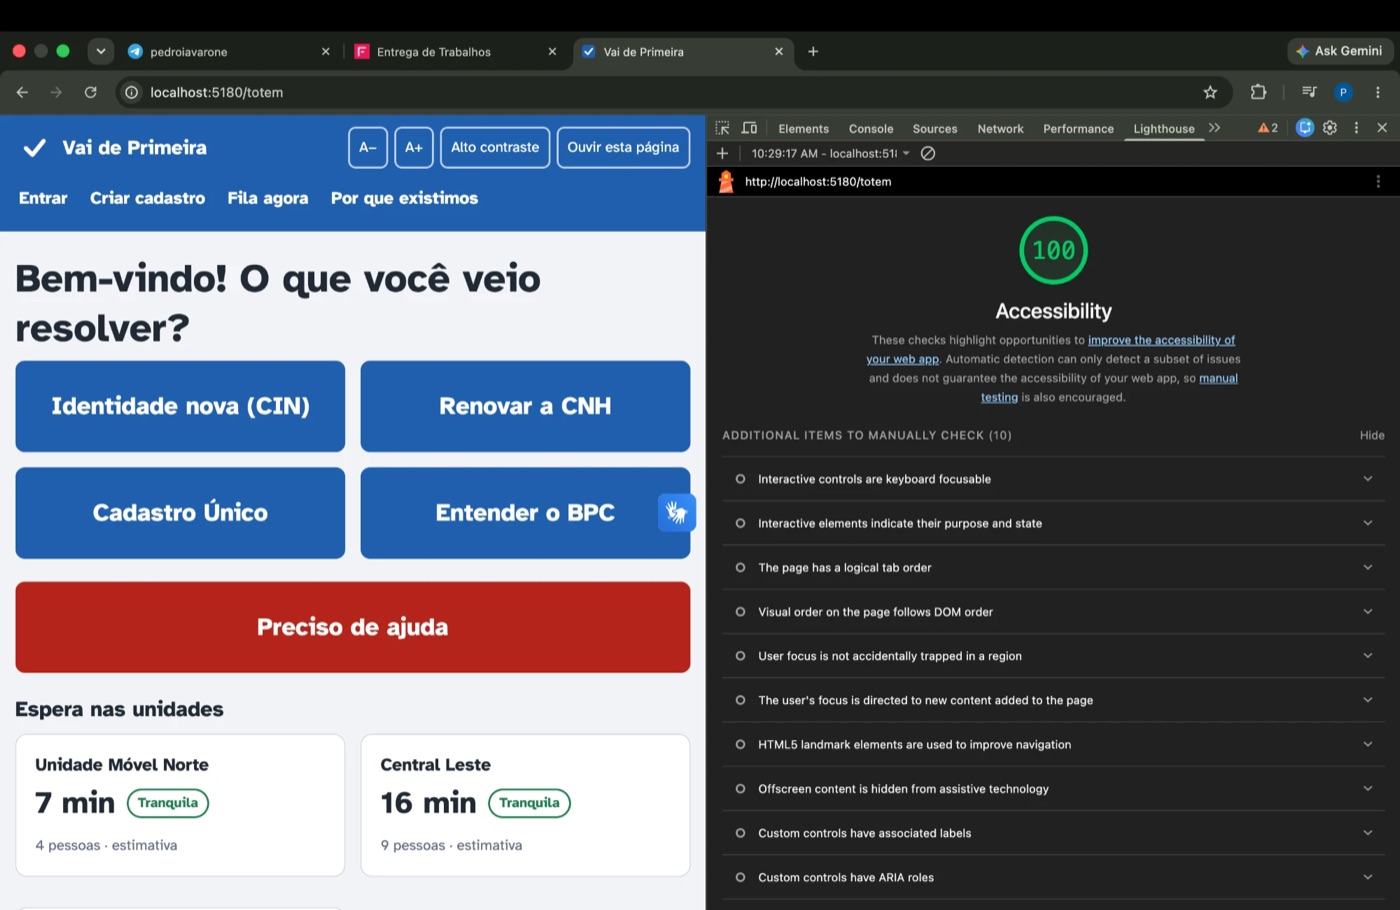 pedroiavarone
Entrega de Trabalhos
Vai de Primeira
Ask Gemini
localhost:5180/totem
P
Vai de Primeira
A−
A+
Alto contraste
Ouvir esta página
Entrar
Criar cadastro
Fila agora
Por que existimos
Bem-vindo! O que você veio
resolver?
Identidade nova (CIN)
Renovar a CNH
Cadastro Único
Entender o BPC
Preciso de ajuda
Espera nas unidades
Unidade Móvel Norte
7 min
Tranquila
4 pessoas · estimativa
Central Leste
16 min
Tranquila
9 pessoas · estimativa
Elements
Console
Sources
Network
Performance
Lighthouse
2
10:29:17 AM - localhost:51
http://localhost:5180/totem
100
Accessibility
These checks highlight opportunities to improve the accessibility of
your web app. Automatic detection can only detect a subset of issues
and does not guarantee the accessibility of your web app, so manual
testing is also encouraged.
ADDITIONAL ITEMS TO MANUALLY CHECK (10)
Hide
Interactive controls are keyboard focusable
Interactive elements indicate their purpose and state
The page has a logical tab order
Visual order on the page follows DOM order
User focus is not accidentally trapped in a region
The user's focus is directed to new content added to the page
HTML5 landmark elements are used to improve navigation
Offscreen content is hidden from assistive technology
Custom controls have associated labels
Custom controls have ARIA roles